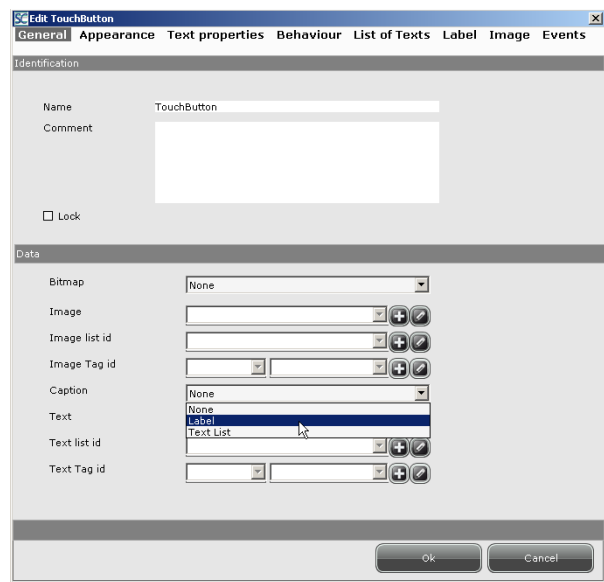 SC Edit TouchButton
General Appearance Text properties Behaviour List of Texts Label Image Events
Identification
Name TouchButton
Comment
Lock
Data
Bitmap None
Image
Image list id
Image Tag id
Caption None
None
Text Label
Text List
Text list id
Text Tag id
Ok Cancel